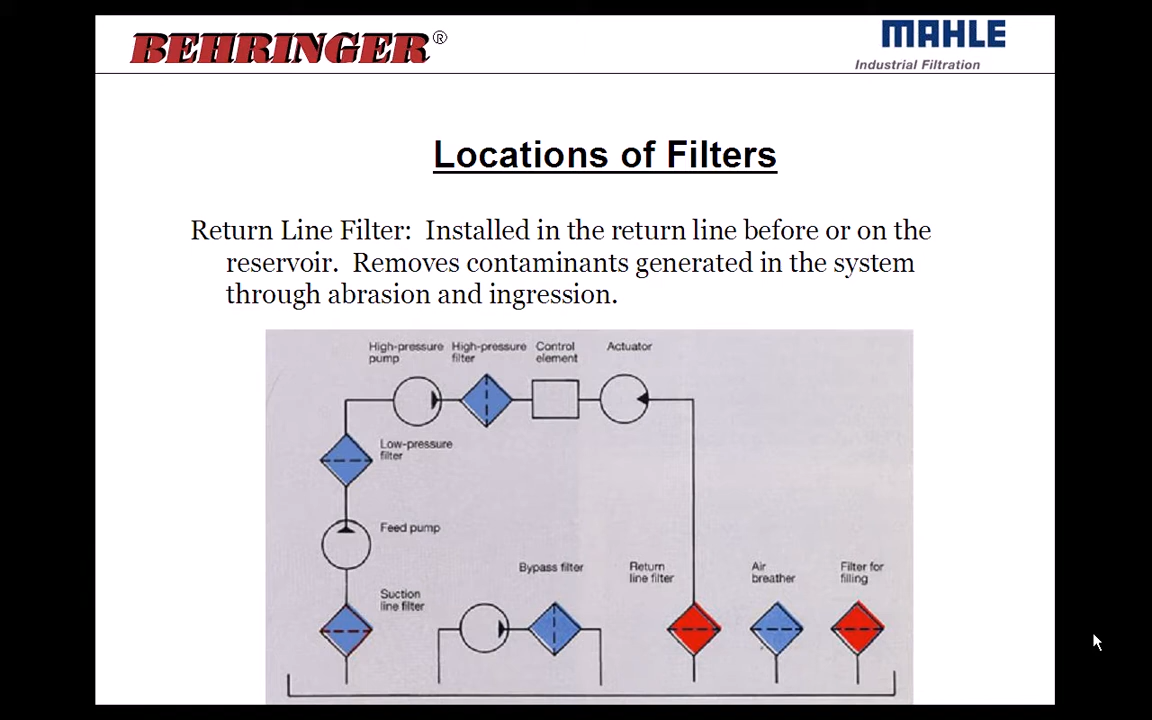 BEHRINGER®
MAHLE
Industrial Filtration
Locations of Filters
Return Line Filter: Installed in the return line before or on the
reservoir. Removes contaminants generated in the system
through abrasion and ingression.
High-pressure
pump
High-pressure
filter
Control
element
Actuator
Low-pressure
filter
Feed pump
Suction
line filter
Bypass filter
Return
line filter
Air
breather
Filter for
filling